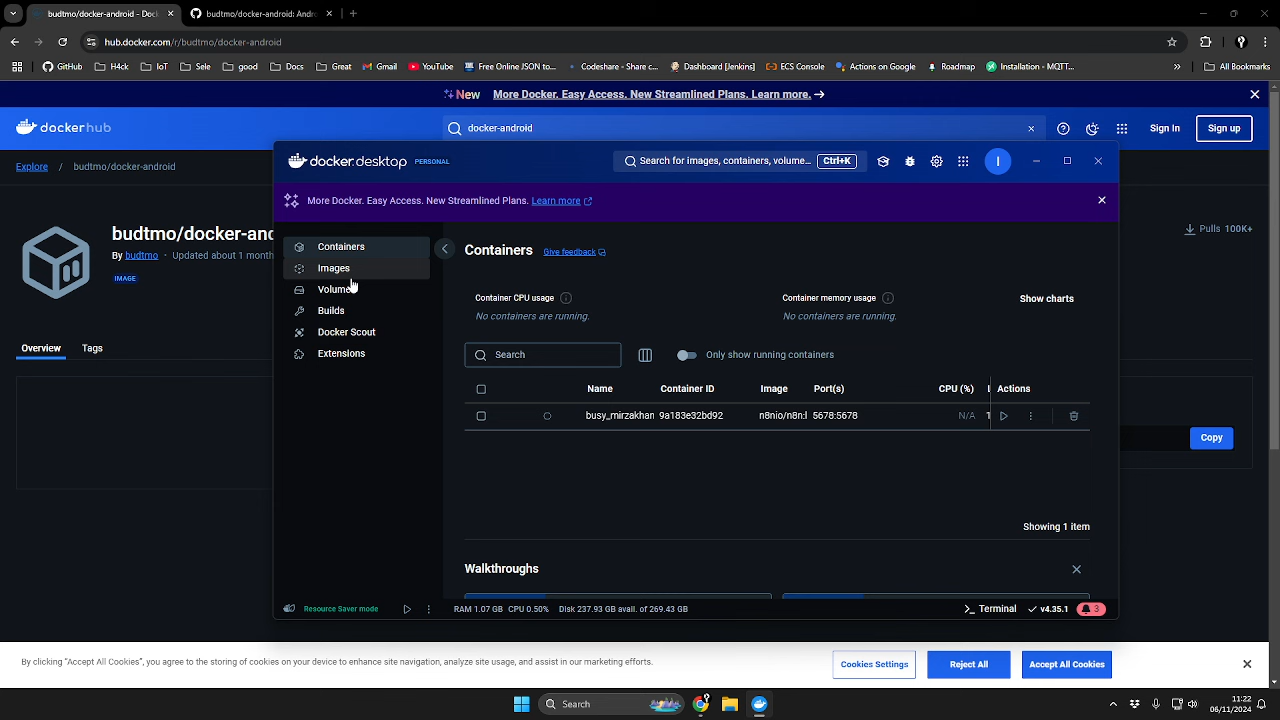 budtmo/docker-android - Doc
budtmo/docker-android: Andro
hub.docker.com/r/budtmo/docker-android
GitHub
H4ck
IoT
Sale
good
Docs
Great
Gmail
YouTube
Free Online JSON to...
Codeshare - Share c...
Dashboard [Jenkins]
ECS Console
Actions on Google
Roadmap
Installation - MQTT...
All Bookmarks
New More Docker. Easy Access. New Streamlined Plans. Learn more.
dockerhub
docker-android
Sign In
Sign up
Explore / budtmo/docker-android
docker desktop PERSONAL
Search for images, containers, volume... Ctrl+K
I
More Docker. Easy Access. New Streamlined Plans. Learn more
budtmo/docker-and
By budtmo · Updated about 1 month
IMAGE
Pulls 100K+
Overview
Tags
Copy
Containers
Images
Volume
Builds
Docker Scout
Extensions
Containers Give feedback
Container CPU usage
No containers are running.
Container memory usage
No containers are running.
Show charts
Search
Only show running containers
Name Container ID Image Port(s) CPU (%) Actions
busy_mirzakhan 9a183e32bd92 n8nio/n8n:l 5678:5678 N/A 1
Showing 1 item
Walkthroughs
Resource Saver mode
RAM 1.07 GB CPU 0.50% Disk 237.93 GB avail. of 269.43 GB
>_ Terminal
v4.35.1
3
By clicking “Accept All Cookies”, you agree to the storing of cookies on your device to enhance site navigation, analyze site usage, and assist in our marketing efforts.
Cookies Settings
Reject All
Accept All Cookies
Search
11:22
06/11/2024